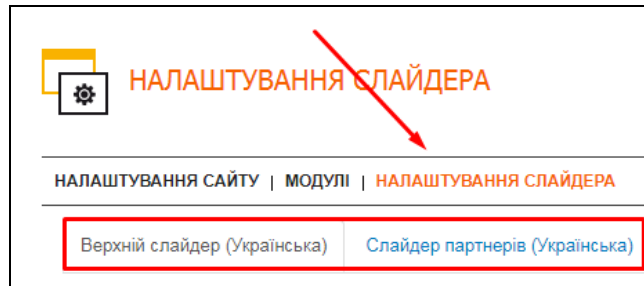 НАЛАШТУВАННЯ СЛАЙДЕРА
НАЛАШТУВАННЯ САЙТУ | МОДУЛІ | НАЛАШТУВАННЯ СЛАЙДЕРА
Верхній слайдер (Українська) Слайдер партнерів (Українська)